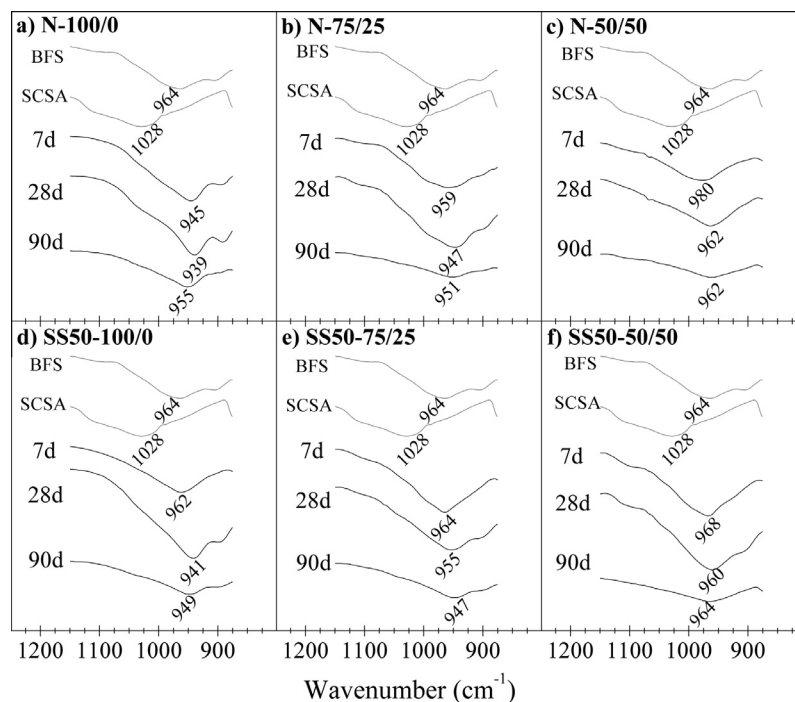 a) N-100/0
BFS
964
SCSA
1028
7d
945
28d
939
90d
955
b) N-75/25
BFS
964
SCSA
1028
7d
959
28d
947
90d
951
c) N-50/50
BFS
964
SCSA
1028
7d
980
28d
962
90d
962
d) SS50-100/0
BFS
964
SCSA
1028
7d
962
28d
941
90d
949
e) SS50-75/25
BFS
964
SCSA
1028
7d
964
28d
955
90d
947
f) SS50-50/50
BFS
964
SCSA
1028
7d
968
28d
960
90d
964
1200 1100 1000 900 1200 1100 1000 900 1200 1100 1000 900
Wavenumber (cm⁻¹)